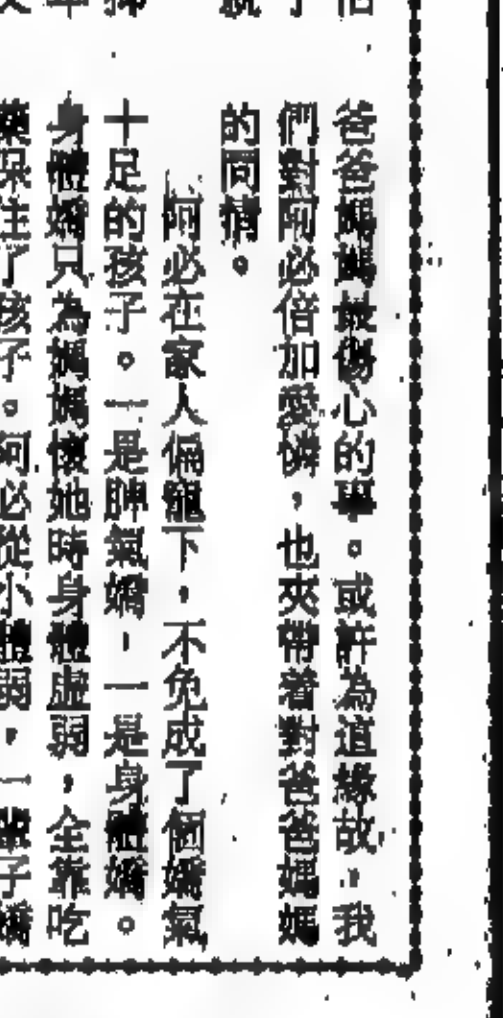 爸爸媽媽最傷心的事。或許為道緣故，我
們對阿必倍加愛憐，也夾帶着對爸爸媽媽
的同情。
阿必在家人偏寵下，不免成了個嬌氣
十足的孩子。一是脾氣嬌，一是身體嬌。
身體嬌只為媽媽懷她時身體虛弱，全靠吃
藥保住了孩子。阿必從小體弱，一輩子嬌